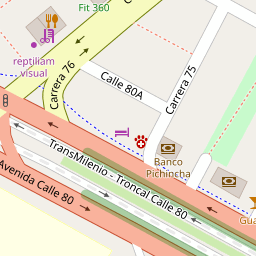 Fit 360
reptiliam
visual
Carrera 76
Calle 80A
Carrera 75
Banco
Pichincha
TransMilenio - Troncal Calle 80
Avenida Calle 80
Gua